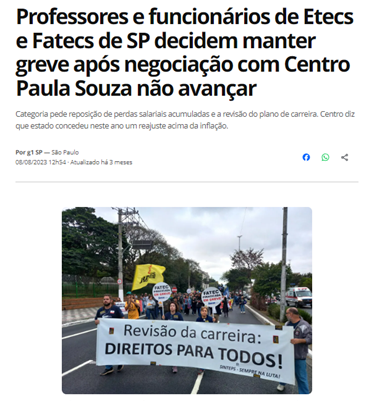 Professores e funcionários de Etecs
e Fatecs de SP decidem manter
greve após negociação com Centro
Paula Souza não avançar
Categoria pede reposição de perdas salariais acumuladas e a revisão do plano de carreira. Centro diz
que estado concedeu neste ano um reajuste acima da inflação.
Por g1 SP — São Paulo
08/08/2023 12h34 · Atualizado há 3 meses
FATEC
FATEC
Revisão da carreira:
DIREITOS PARA TODOS!
SINTEPS - SEMPRE NA LUTA!